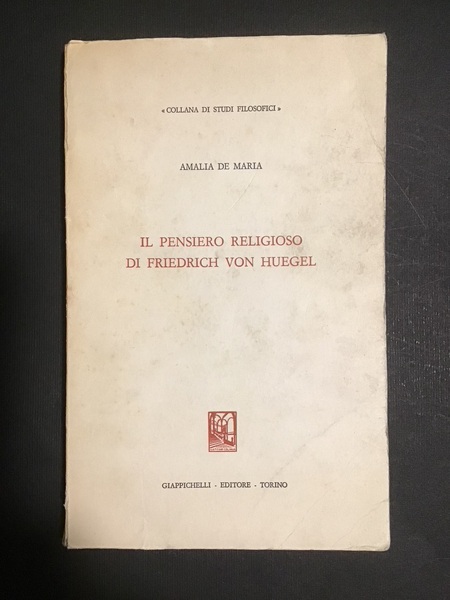 « COLLANA DI STUDI FILOSOFICI »
AMALIA DE MARIA
IL PENSIERO RELIGIOSO
DI FRIEDRICH VON HUEGEL
GIAPPICHELLI - EDITORE - TORINO